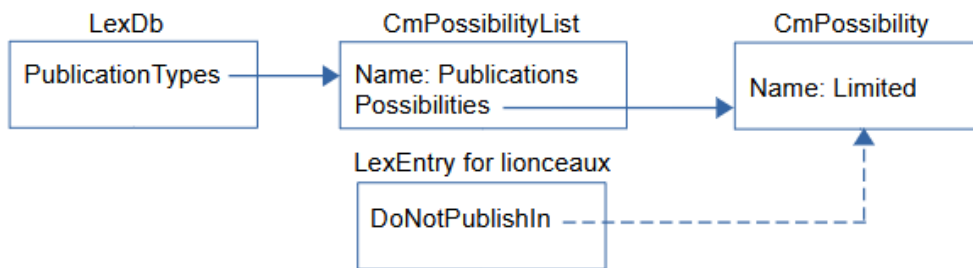 LexDb
CmPossibilityList
CmPossibility
PublicationTypes
Name: Publications
Possibilities
Name: Limited
LexEntry for lionceaux
DoNotPublishIn